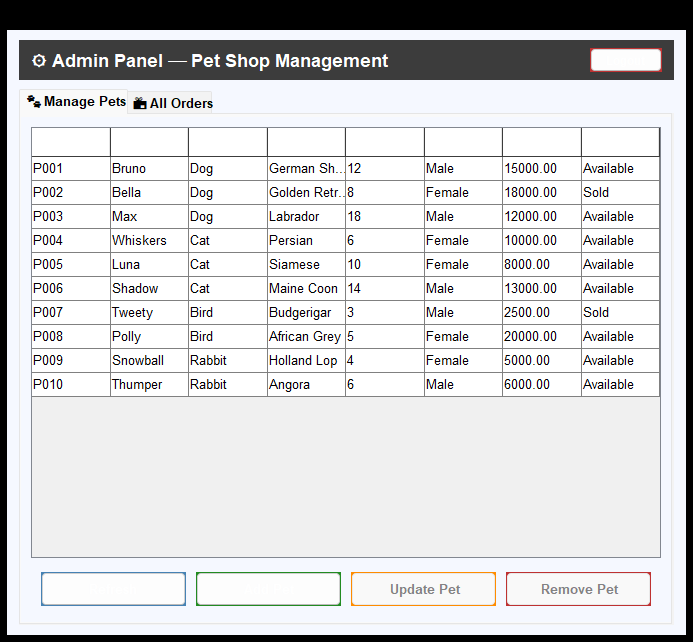 ⚙ Admin Panel — Pet Shop Management
Manage Pets All Orders
P001 Bruno Dog German Sh... 12 Male 15000.00 Available
P002 Bella Dog Golden Retr... 8 Female 18000.00 Sold
P003 Max Dog Labrador 18 Male 12000.00 Available
P004 Whiskers Cat Persian 6 Female 10000.00 Available
P005 Luna Cat Siamese 10 Female 8000.00 Available
P006 Shadow Cat Maine Coon 14 Male 13000.00 Available
P007 Tweety Bird Budgerigar 3 Male 2500.00 Sold
P008 Polly Bird African Grey 5 Female 20000.00 Available
P009 Snowball Rabbit Holland Lop 4 Female 5000.00 Available
P010 Thumper Rabbit Angora 6 Male 6000.00 Available
Update Pet Remove Pet